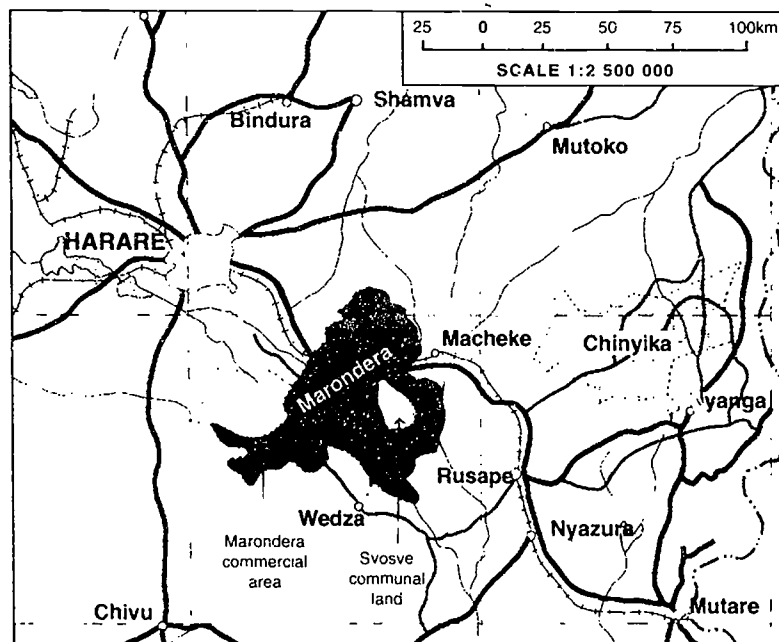 25 0 25 50 75 100km
SCALE 1:2 500 000
Bindura
Shamva
Mutoko
HARARE
Marondera
Macheke
Chinyika
yanga
Rusape
Wedza
Nyazura
Marondera
commercial
area
Svosve
communal
land
Chivu
Mutare